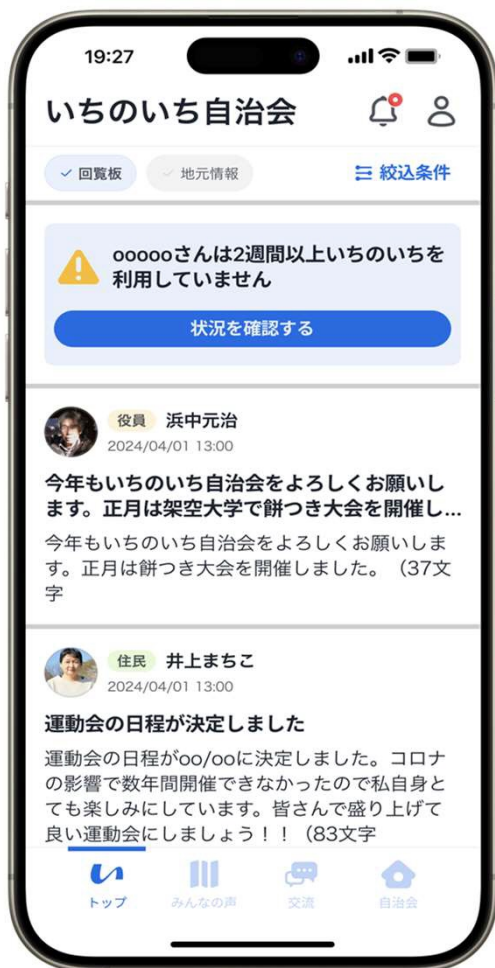 19:27
いちのいち自治会
回覧板
地元情報
絞込条件
oooooさんは2週間以上いちのいちを
利用していません
状況を確認する
役員 浜中元治
2024/04/01 13:00
今年もいちのいち自治会をよろしくお願いし
ます。正月は架空大学で餅つき大会を開催し...
今年もいちのいち自治会をよろしくお願いしま
す。正月は餅つき大会を開催しました。（37文
字
住民 井上まちこ
2024/04/01 13:00
運動会の日程が決定しました
運動会の日程がoo/ooに決定しました。コロナ
の影響で数年間開催できなかったので私自身と
ても楽しみにしています。皆さんで盛り上げて
良い運動会にしましょう！！（83文字
い
トップ
みんなの声
交流
自治会